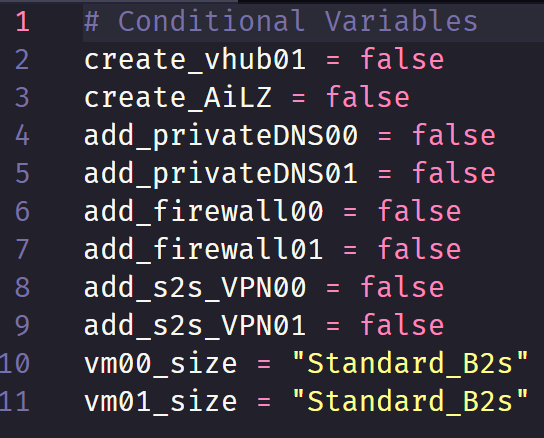 1 # Conditional Variables
2 create_vhub01 = false
3 create_AiLZ = false
4 add_privateDNS00 = false
5 add_privateDNS01 = false
6 add_firewall00 = false
7 add_firewall01 = false
8 add_s2s_VPN00 = false
9 add_s2s_VPN01 = false
10 vm00_size = "Standard_B2s"
11 vm01_size = "Standard_B2s"